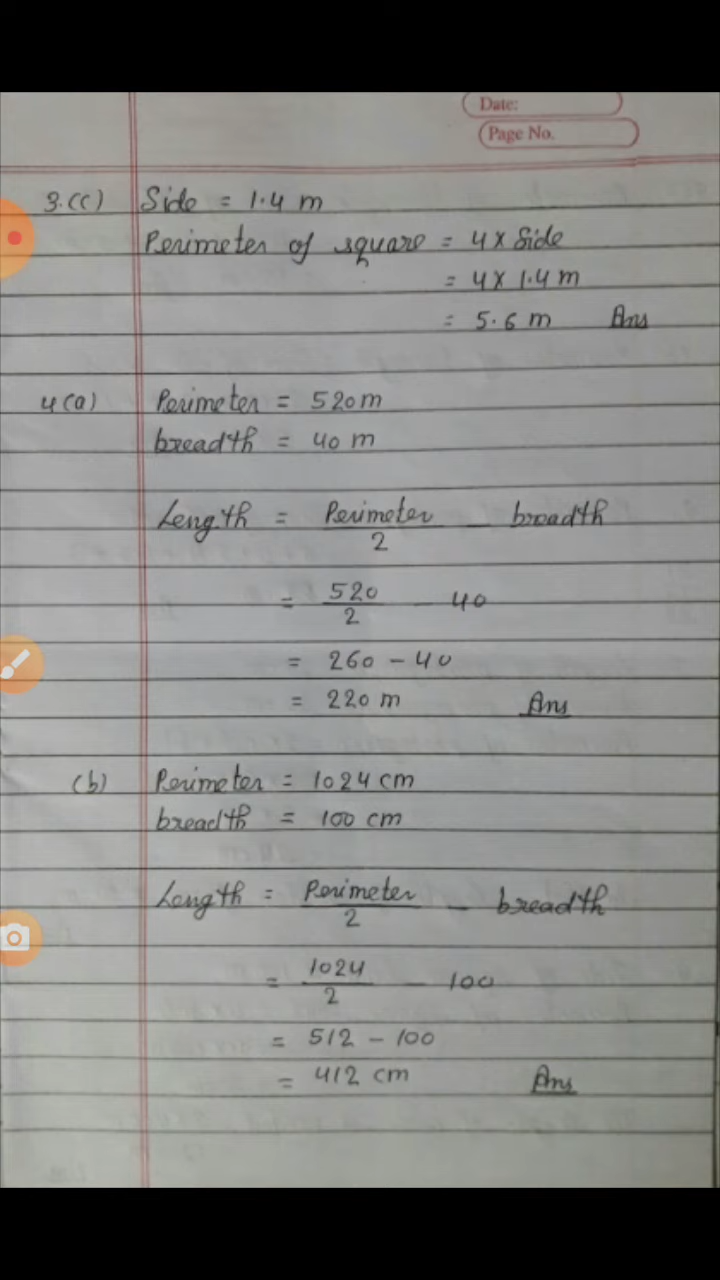 Date:
Page No.
3.(c) Side = 1.4 m
Perimeter of square = 4 x Side
= 4 x 1.4 m
= 5.6 m Ans
4(a) Perimeter = 520 m
breadth = 40 m
Length = Perimeter/2 - breadth
= 520/2 - 40
= 260 - 40
= 220 m Ans
(b) Perimeter = 1024 cm
breadth = 100 cm
Length = Perimeter/2 - breadth
= 1024/2 - 100
= 512 - 100
= 412 cm Ans